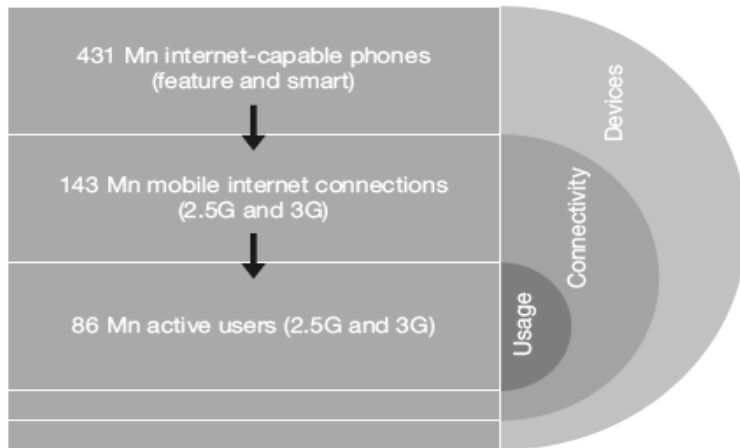 431 Mn internet-capable phones
(feature and smart)
143 Mn mobile internet connections
(2.5G and 3G)
86 Mn active users (2.5G and 3G)
Devices
Connectivity
Usage